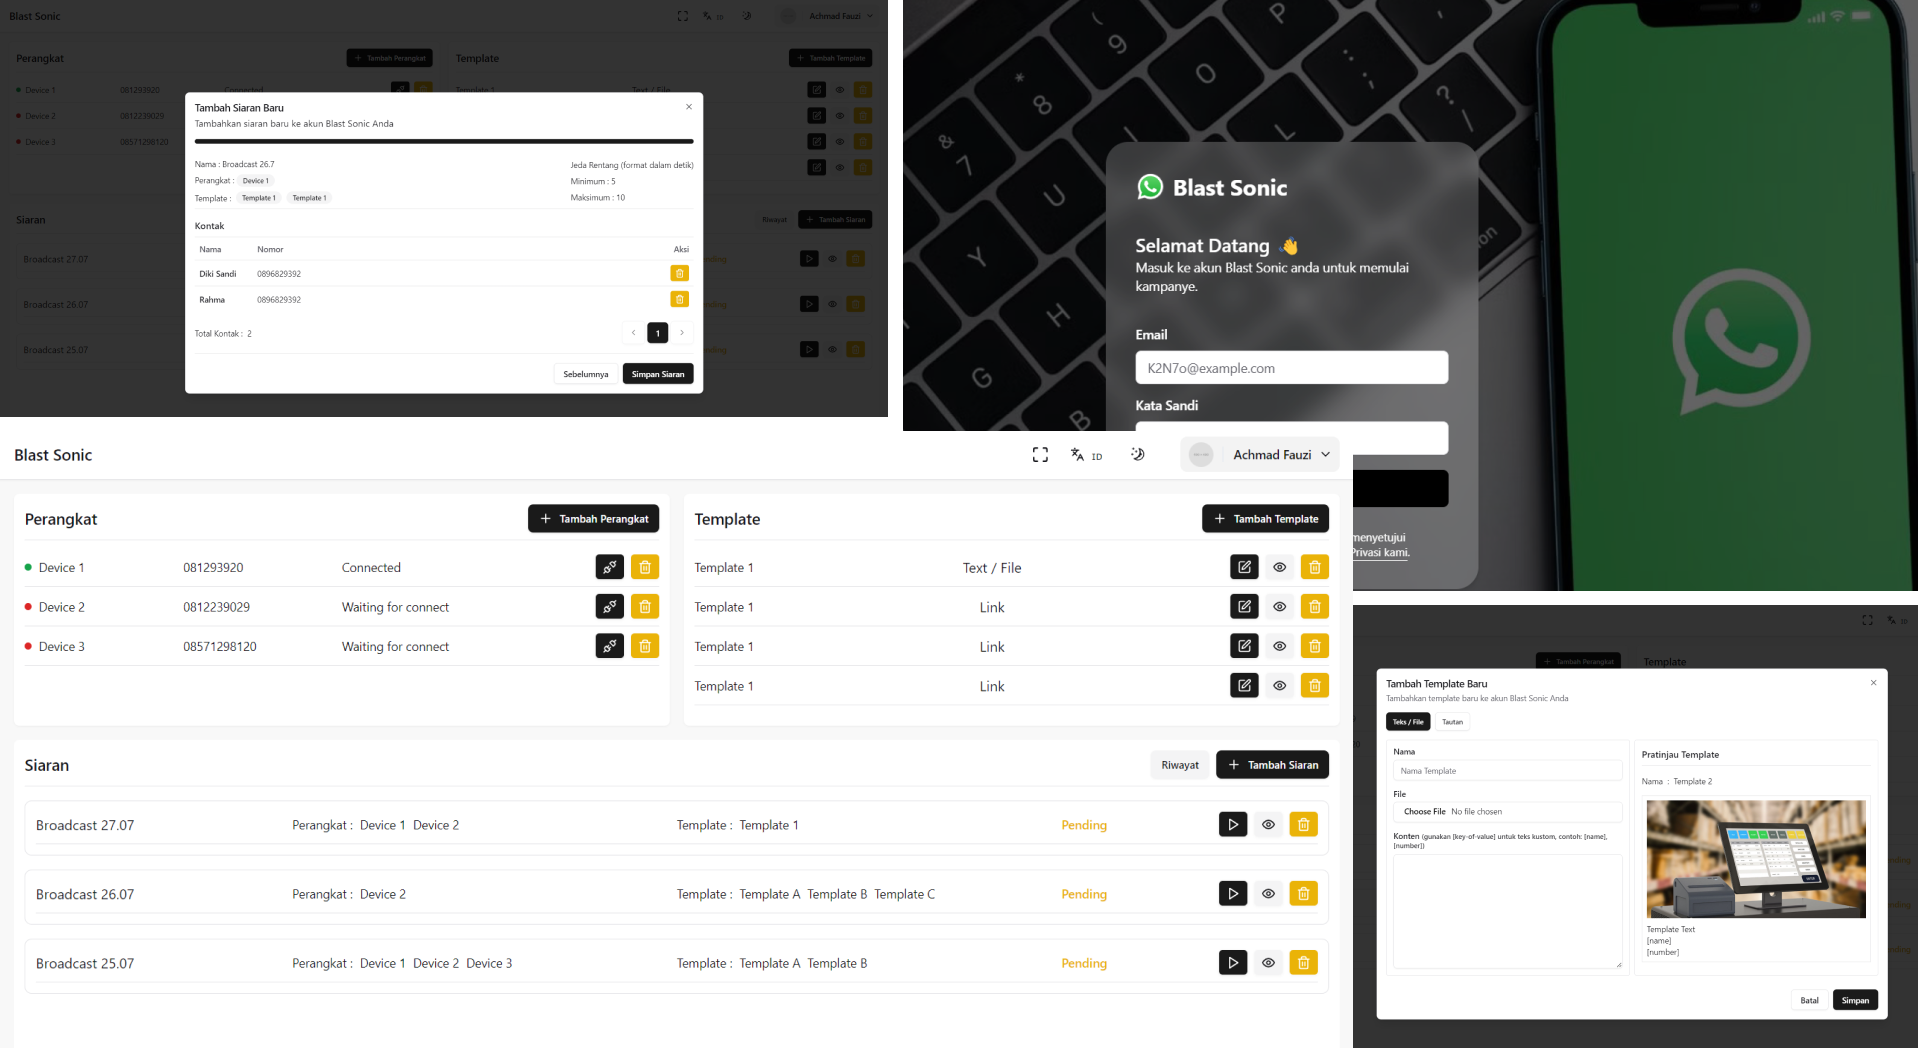 Blast Sonic
ID
Achmad Fauzi
Perangkat
Tambah Perangkat
Template
Tambah Template
Device 1 081293920 Connected
Template 1 Text / File
Device 2 0812239029
Device 3 08571298120
Siaran
Riwayat
Tambah Siaran
Broadcast 27.07
Broadcast 26.07
Broadcast 25.07
Tambah Siaran Baru
Tambahkan siaran baru ke akun Blast Sonic Anda
Nama : Broadcast 26.7
Jeda Rentang (format dalam detik)
Perangkat : Device 1
Minimum : 5
Template : Template 1 Template 1
Maksimum : 10
Kontak
Nama Nomor Aksi
Diki Sandi 0896829392
Rahma 0896829392
Total Kontak : 2
1
Sebelumnya
Simpan Siaran
Blast Sonic
Selamat Datang 👋
Masuk ke akun Blast Sonic anda untuk memulai
kampanye.
Email
K2N7o@example.com
Kata Sandi
menyetujui
Privasi kami.
Blast Sonic
ID
Achmad Fauzi
Perangkat
Tambah Perangkat
Device 1 081293920 Connected
Device 2 0812239029 Waiting for connect
Device 3 08571298120 Waiting for connect
Template
Tambah Template
Template 1 Text / File
Template 1 Link
Template 1 Link
Template 1 Link
Siaran
Riwayat
Tambah Siaran
Broadcast 27.07 Perangkat : Device 1 Device 2 Template : Template 1 Pending
Broadcast 26.07 Perangkat : Device 2 Template : Template A Template B Template C Pending
Broadcast 25.07 Perangkat : Device 1 Device 2 Device 3 Template : Template A Template B Pending
ID
Tambah Perangkat
Template
Tambah Template Baru
Tambahkan template baru ke akun Blast Sonic Anda
Teks / File
Tautan
Nama
Nama Template
File
Choose File No file chosen
Konten (gunakan [key-of-value] untuk teks kustom, contoh: [name],
[number])
Pratinjau Template
Nama : Template 2
Template Text
[name]
[number]
Batal
Simpan